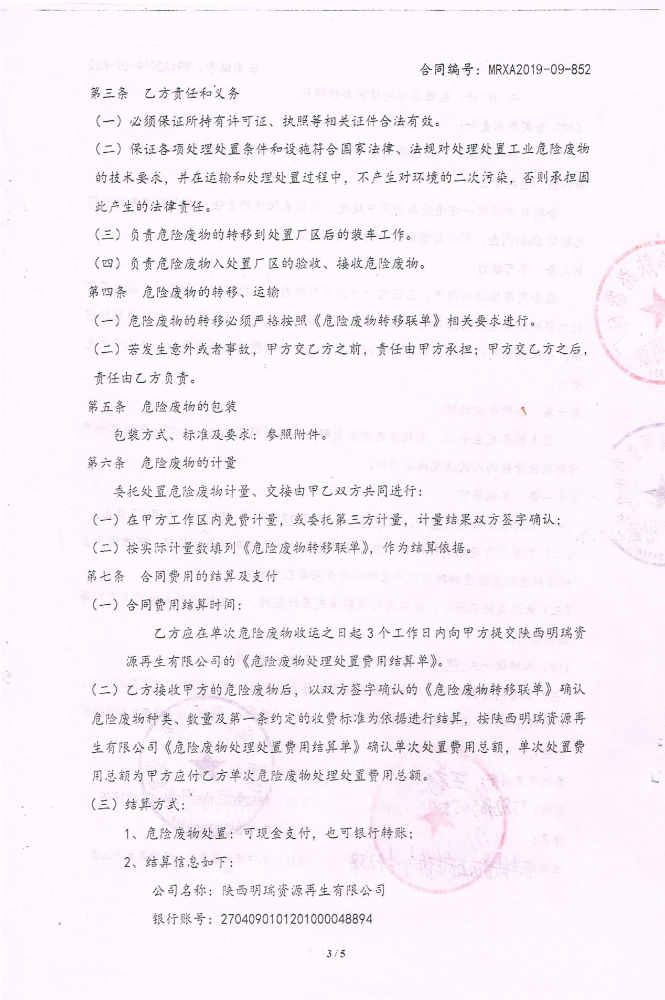 合同编号：MRXA2019-09-852
第三条　乙方责任和义务
（一）必须保证所持有许可证、执照等相关证件合法有效。
（二）保证各项处理处置条件和设施符合国家法律、法规对处理处置工业危险废物
的技术要求，并在运输和处理处置过程中，不产生对环境的二次污染，否则承担因
此产生的法律责任。
（三）负责危险废物的转移到处置厂区后的装车工作。
（四）负责危险废物入处置厂区的验收、接收危险废物。
第四条　危险废物的转移、运输
（一）危险废物的转移必须严格按照《危险废物转移联单》相关要求进行。
（二）若发生意外或者事故，甲方交乙方之前，责任由甲方承担；甲方交乙方之后，
责任由乙方负责。
第五条　危险废物的包装
包装方式、标准及要求：参照附件。
第六条　危险废物的计量
委托处置危险废物计量、交接由甲乙双方共同进行：
（一）在甲方工作区内免费计量，或委托第三方计量，计量结果双方签字确认；
（二）按实际计量数填列《危险废物转移联单》，作为结算依据。
第七条　合同费用的结算及支付
（一）合同费用结算时间：
乙方应在单次危险废物收运之日起 3 个工作日内向甲方提交陕西明瑞资
源再生有限公司的《危险废物处理处置费用结算单》。
（二）乙方接收甲方的危险废物后，以双方签字确认的《危险废物转移联单》确认
危险废物种类、数量及第一条约定的收费标准为依据进行结算，按陕西明瑞资源再
生有限公司《危险废物处理处置费用结算单》确认单次处置费用总额，单次处置费
用总额为甲方应付乙方单次危险废物处理处置费用总额。
（三）结算方式：
1、危险废物处置：可现金支付，也可银行转账；
2、结算信息如下：
公司名称：陕西明瑞资源再生有限公司
银行账号：2704090101201000048894
3 / 5